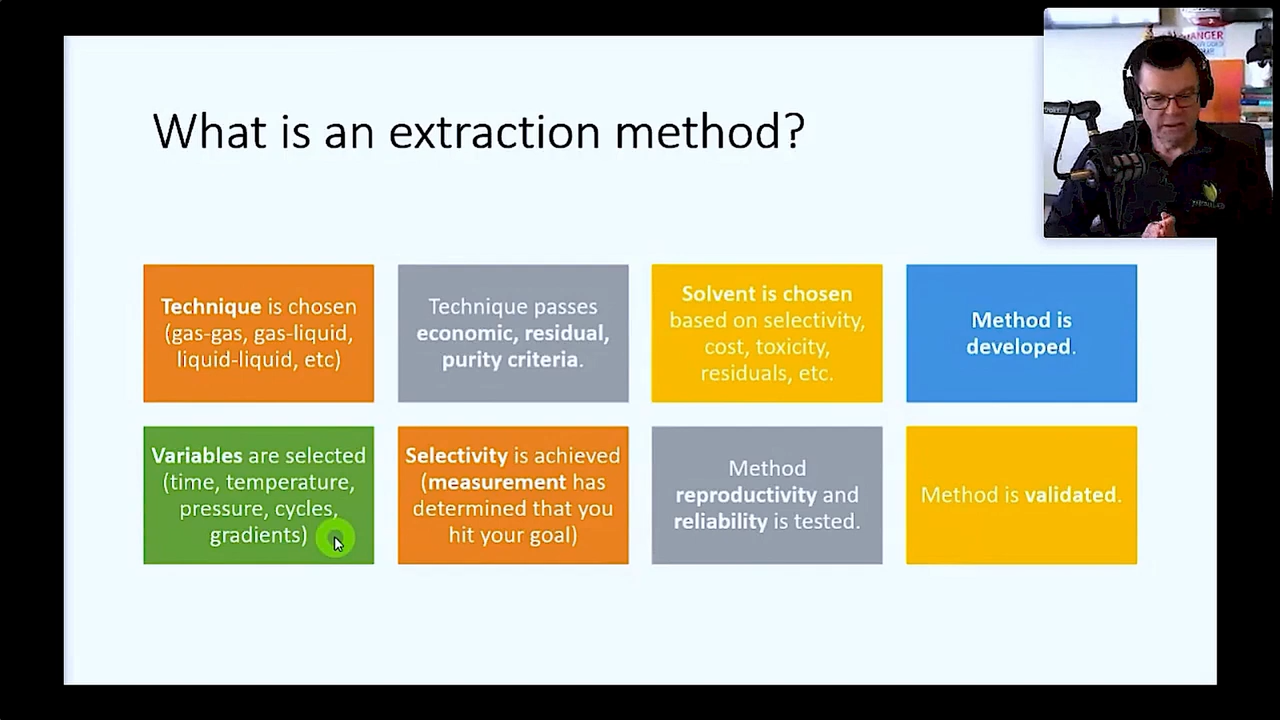 What is an extraction method?
Technique is chosen
(gas-gas, gas-liquid,
liquid-liquid, etc)
Technique passes
economic, residual,
purity criteria.
Solvent is chosen
based on selectivity,
cost, toxicity,
residuals, etc.
Method is
developed.
Variables are selected
(time, temperature,
pressure, cycles,
gradients)
Selectivity is achieved
(measurement has
determined that you
hit your goal)
Method
reproductivity and
reliability is tested.
Method is validated.
ANGER